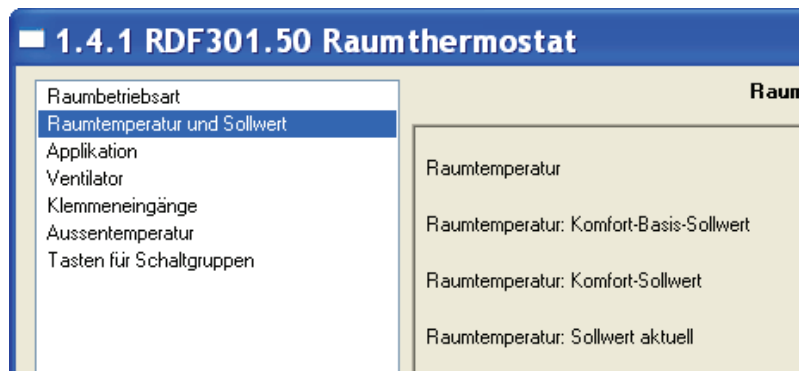 1.4.1 RDF301.50 Raumthermostat
Raumbetriebsart
Raumtemperatur und Sollwert
Applikation
Ventilator
Klemmeneingänge
Aussentemperatur
Tasten für Schaltgruppen
Raum
Raumtemperatur
Raumtemperatur: Komfort-Basis-Sollwert
Raumtemperatur: Komfort-Sollwert
Raumtemperatur: Sollwert aktuell